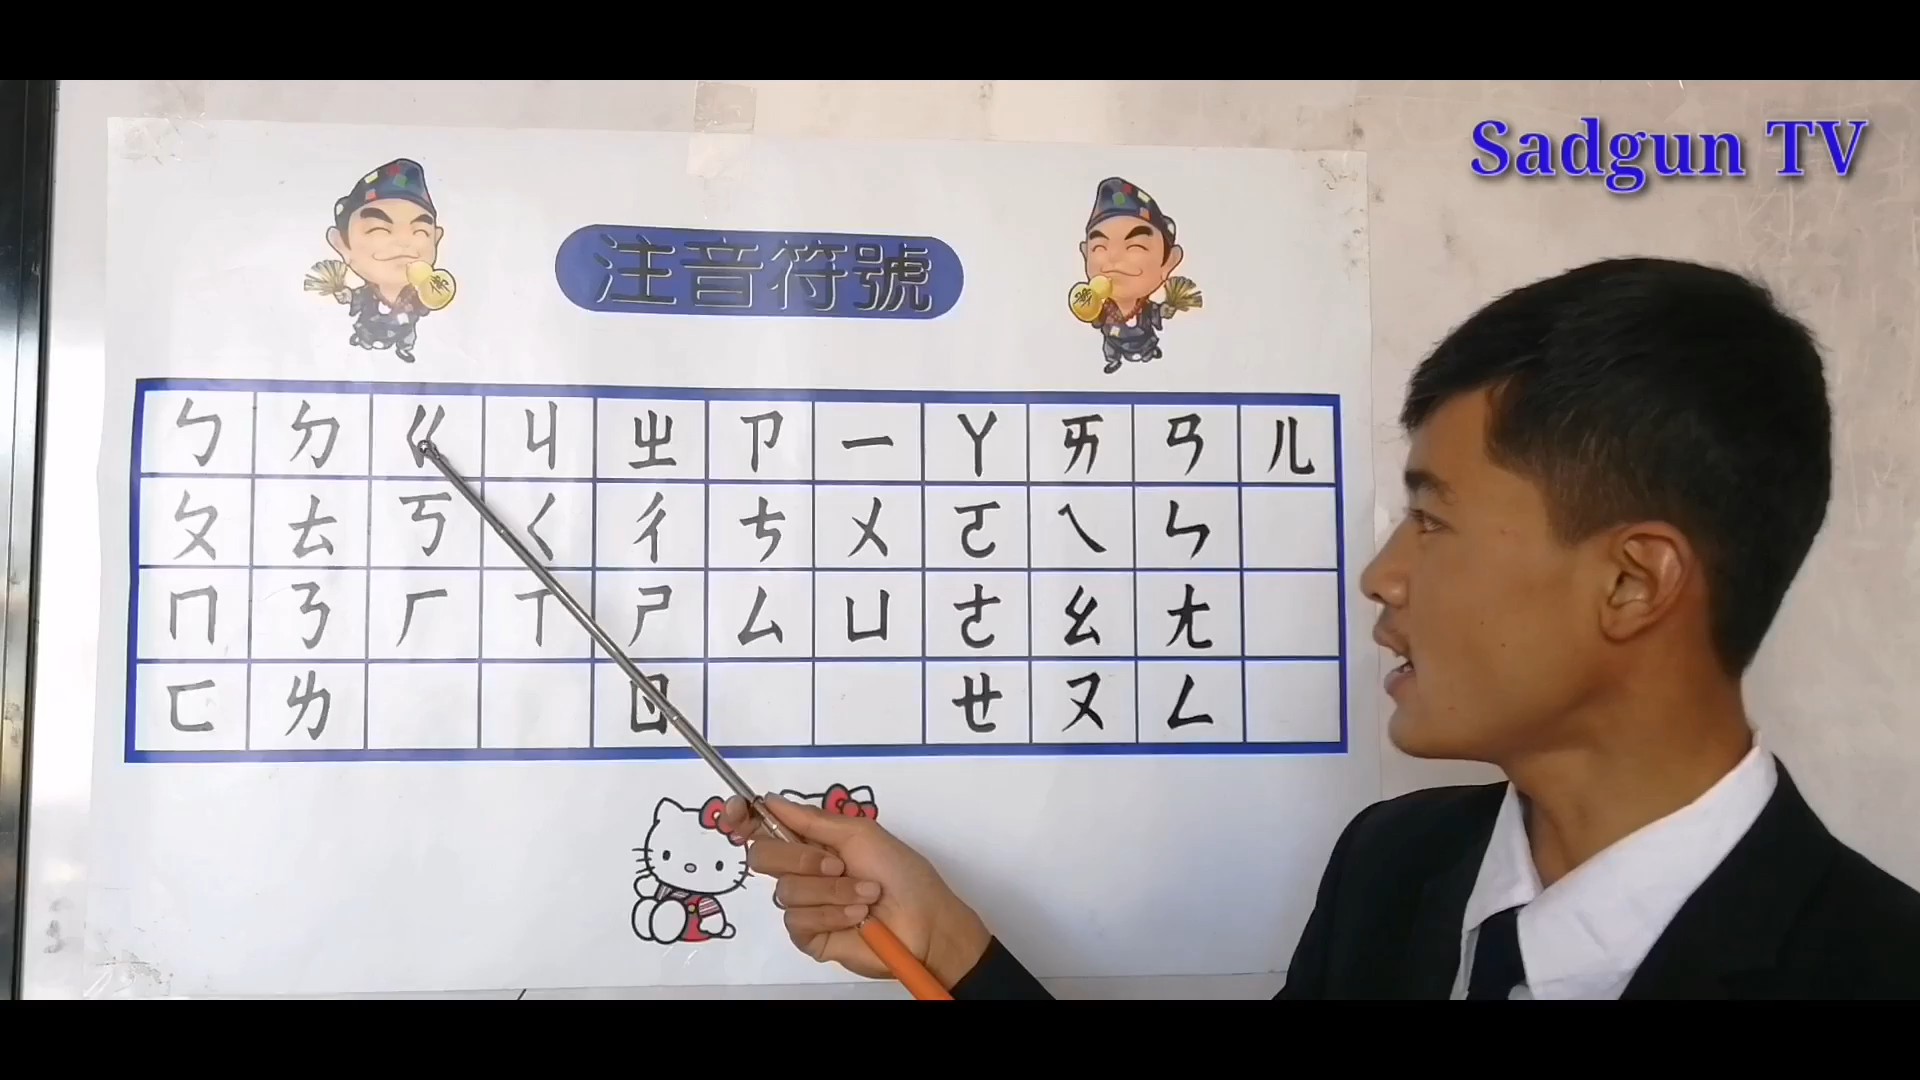 Sadgun TV
注音符號
ㄅ ㄉ ㄍ ㄐ ㄓ ㄗ ㄧ ㄚ ㄞ ㄢ ㄦ
ㄆ ㄊ ㄎ ㄑ ㄔ ㄘ ㄨ ㄛ ㄟ ㄣ
ㄇ ㄋ ㄏ ㄒ ㄕ ㄙ ㄩ ㄜ ㄠ ㄤ
ㄈ ㄌ ㄖ ㄝ ㄡ ㄥ